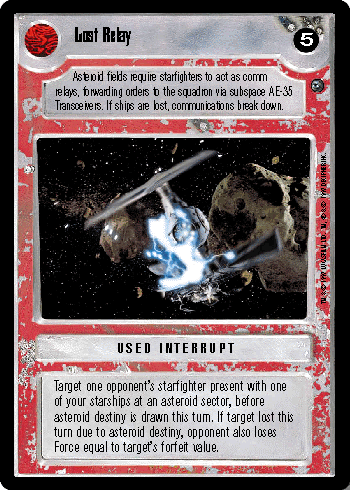 Lost Relay
5
Asteroid fields require starfighters to act as comm
relays, forwarding orders to the squadron via subspace AE-35
Transceivers. If ships are lost, communications break down.
USED INTERRUPT
Target one opponent's starfighter present with one
of your starships at an asteroid sector, before
asteroid destiny is drawn this turn. If target lost this
turn due to asteroid destiny, opponent also loses
Force equal to target's forfeit value.